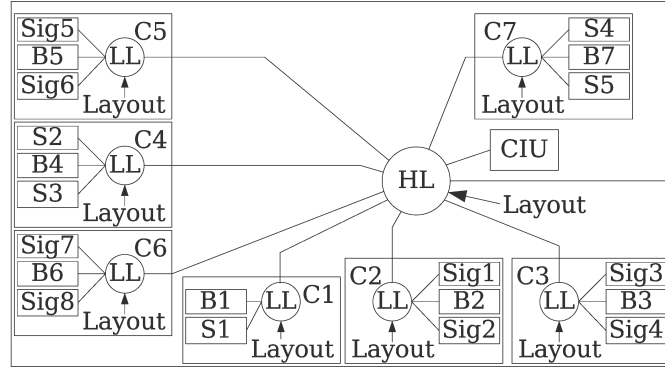 Sig5
B5
Sig6
LL
C5
Layout
C7
LL
S4
B7
S5
Layout
S2
B4
S3
LL
C4
Layout
HL
CIU
Layout
Sig7
B6
Sig8
LL
C6
Layout
B1
S1
LL
C1
Layout
C2
LL
Sig1
B2
Sig2
Layout
C3
LL
Sig3
B3
Sig4
Layout